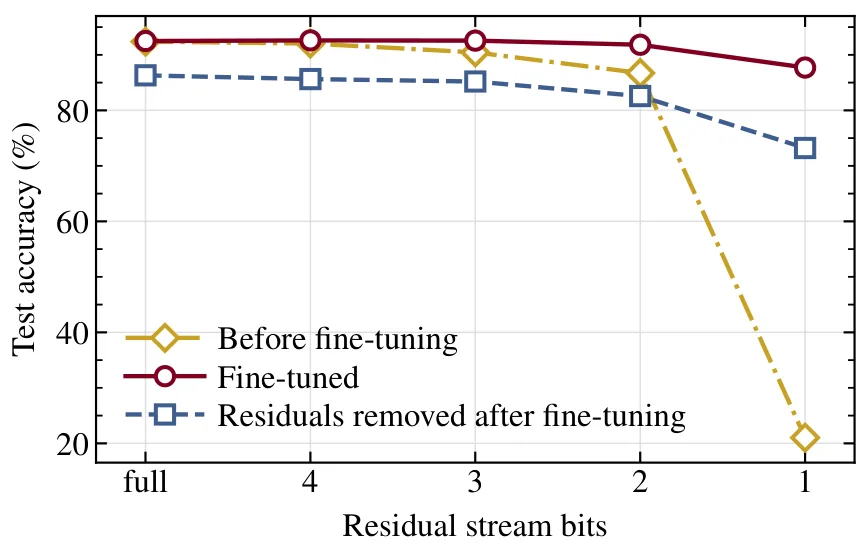 Test accuracy (%)
80
60
40
20
Before fine-tuning
Fine-tuned
Residuals removed after fine-tuning
full 4 3 2 1
Residual stream bits